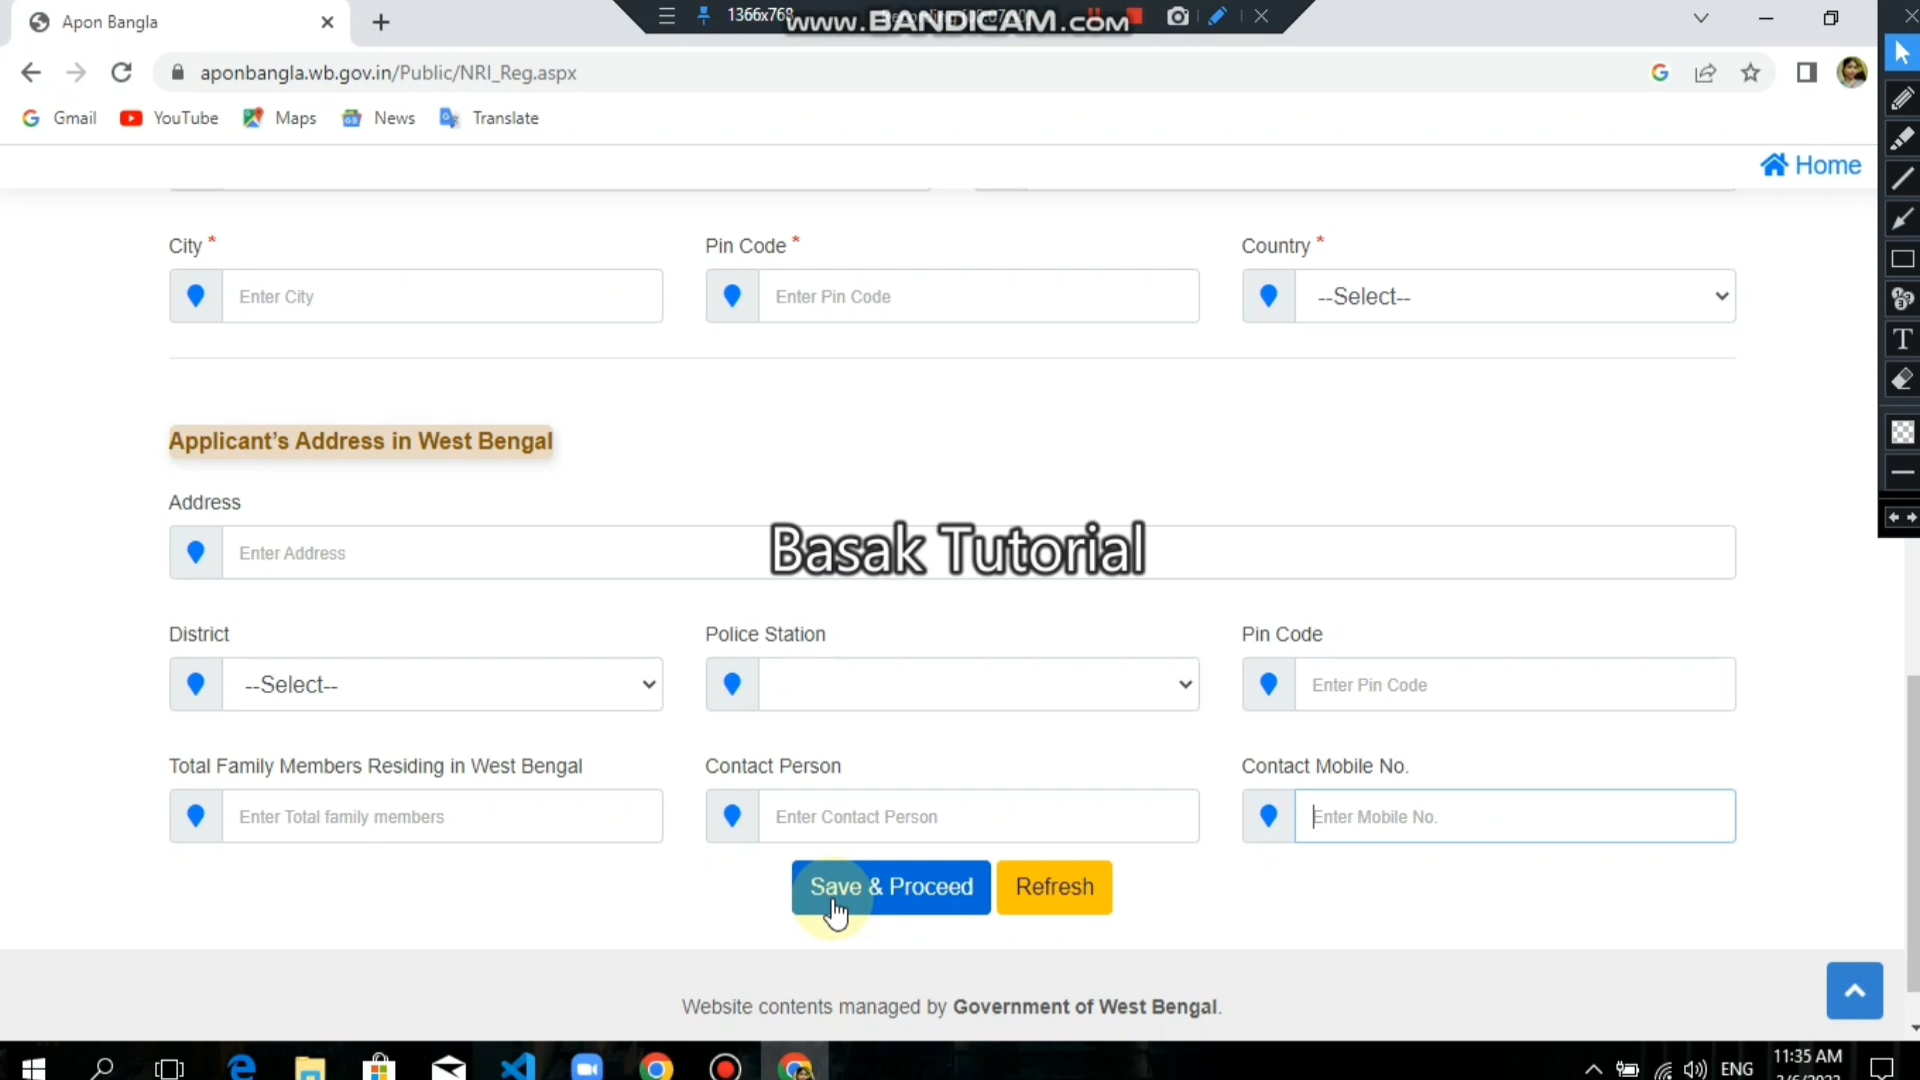 Apon Bangla
1366x768
www.BANDICAM.com
aponbangla.wb.gov.in/Public/NRI_Reg.aspx
Gmail YouTube Maps News Translate
Home
City * Pin Code * Country *
Enter City Enter Pin Code --Select--
Applicant’s Address in West Bengal
Address
Enter Address
Basak Tutorial
District Police Station Pin Code
--Select-- Enter Pin Code
Total Family Members Residing in West Bengal Contact Person Contact Mobile No.
Enter Total family members Enter Contact Person Enter Mobile No.
Save & Proceed Refresh
Website contents managed by Government of West Bengal.
ENG 11:35 AM